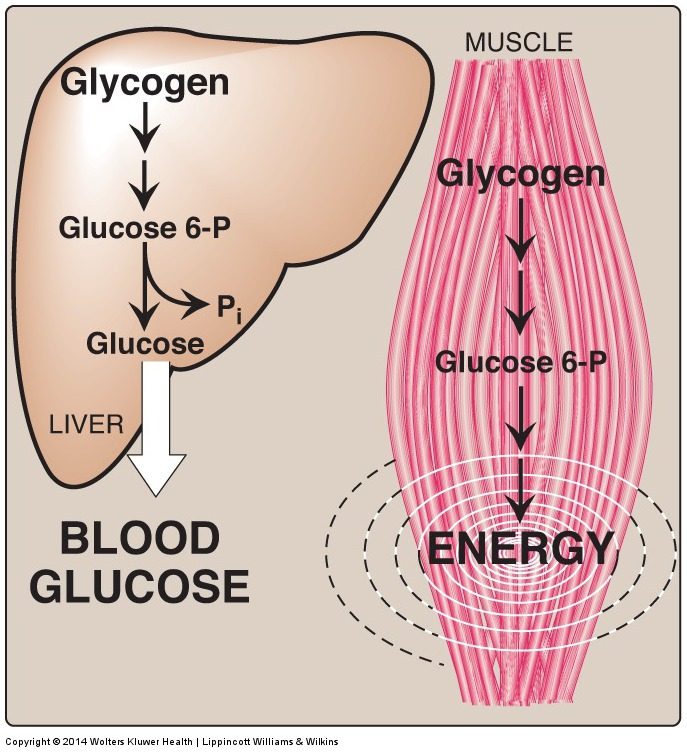 Glycogen
Glucose 6-P
Pi
Glucose
LIVER
BLOOD
GLUCOSE
MUSCLE
Glycogen
Glucose 6-P
ENERGY
Copyright © 2014 Wolters Kluwer Health | Lippincott Williams & Wilkins